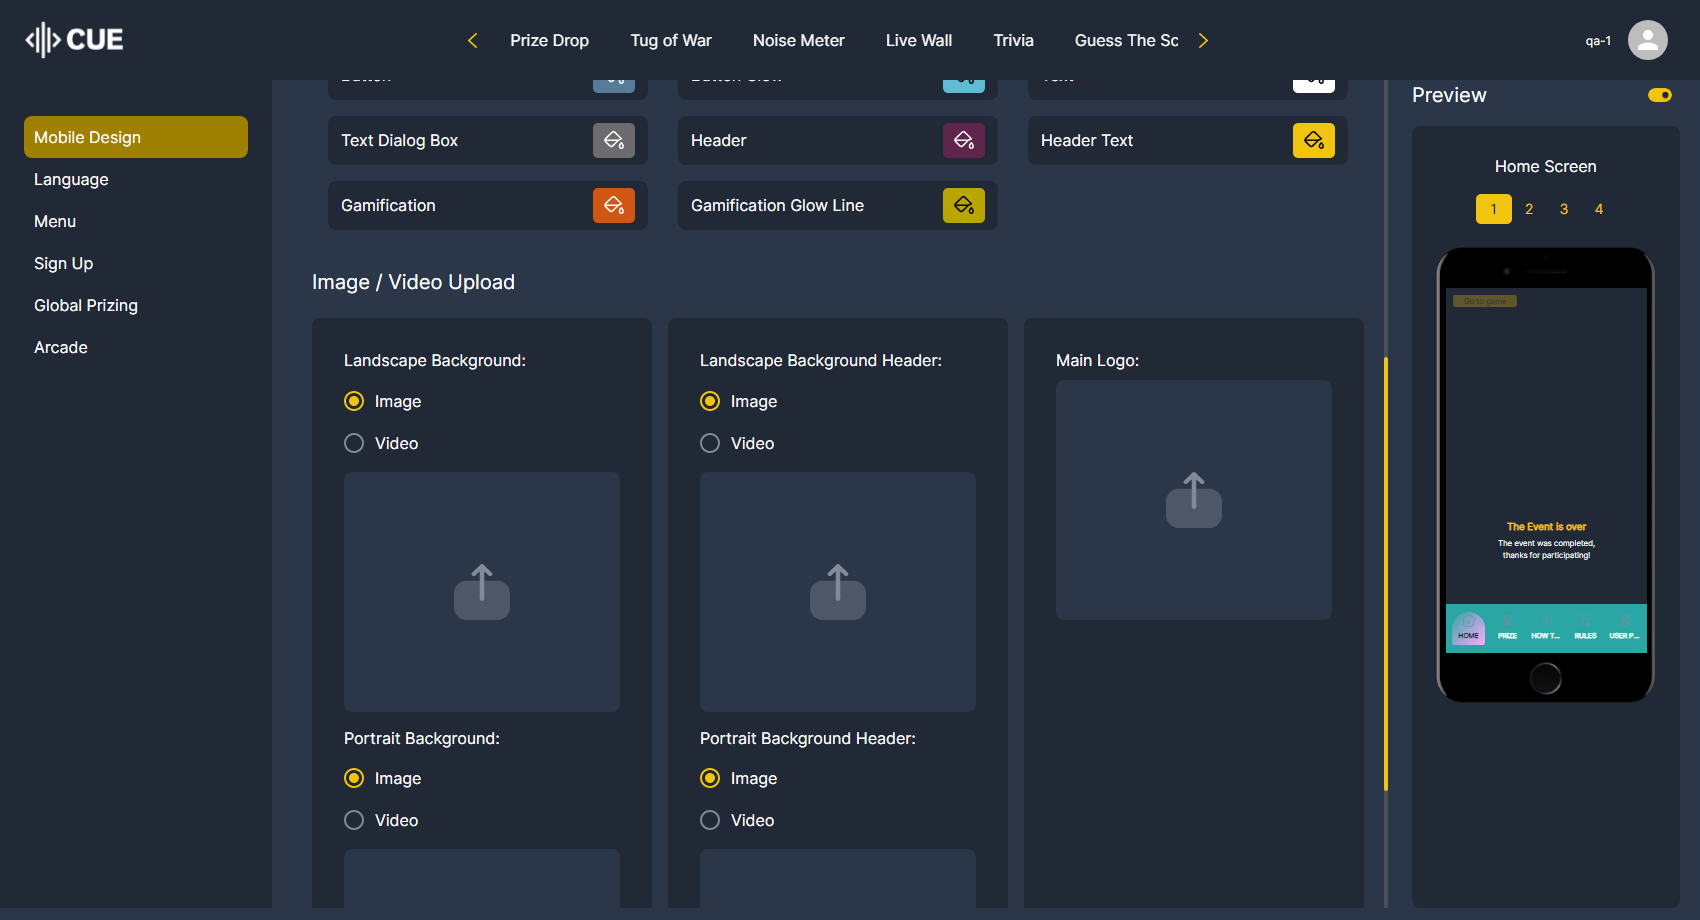 CUE
Prize Drop
Tug of War
Noise Meter
Live Wall
Trivia
Guess The Sc
qa-1
Mobile Design
Language
Menu
Sign Up
Global Prizing
Arcade
Button
Button Glow
Text
Text Dialog Box
Header
Header Text
Gamification
Gamification Glow Line
Image / Video Upload
Landscape Background:
Image
Video
Landscape Background Header:
Image
Video
Main Logo:
Portrait Background:
Image
Video
Portrait Background Header:
Image
Video
Preview
Home Screen
1 2 3 4
Go to game
The Event is over
The event was completed,
thanks for participating!
HOME PRIZE HOW T... RULES USER P...